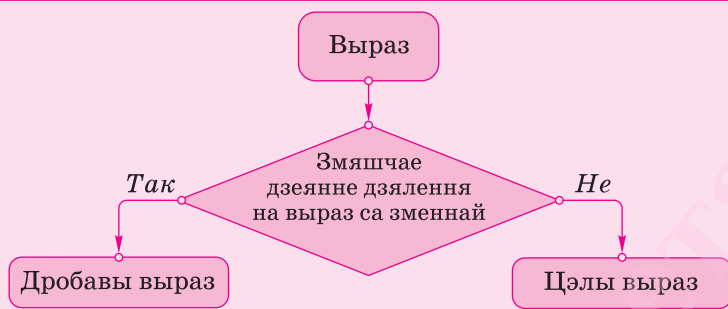 Выраз
Змяшчае
дзеянне дзялення
на выраз са зменнай
Так
Не
Дробавы выраз
Цэлы выраз